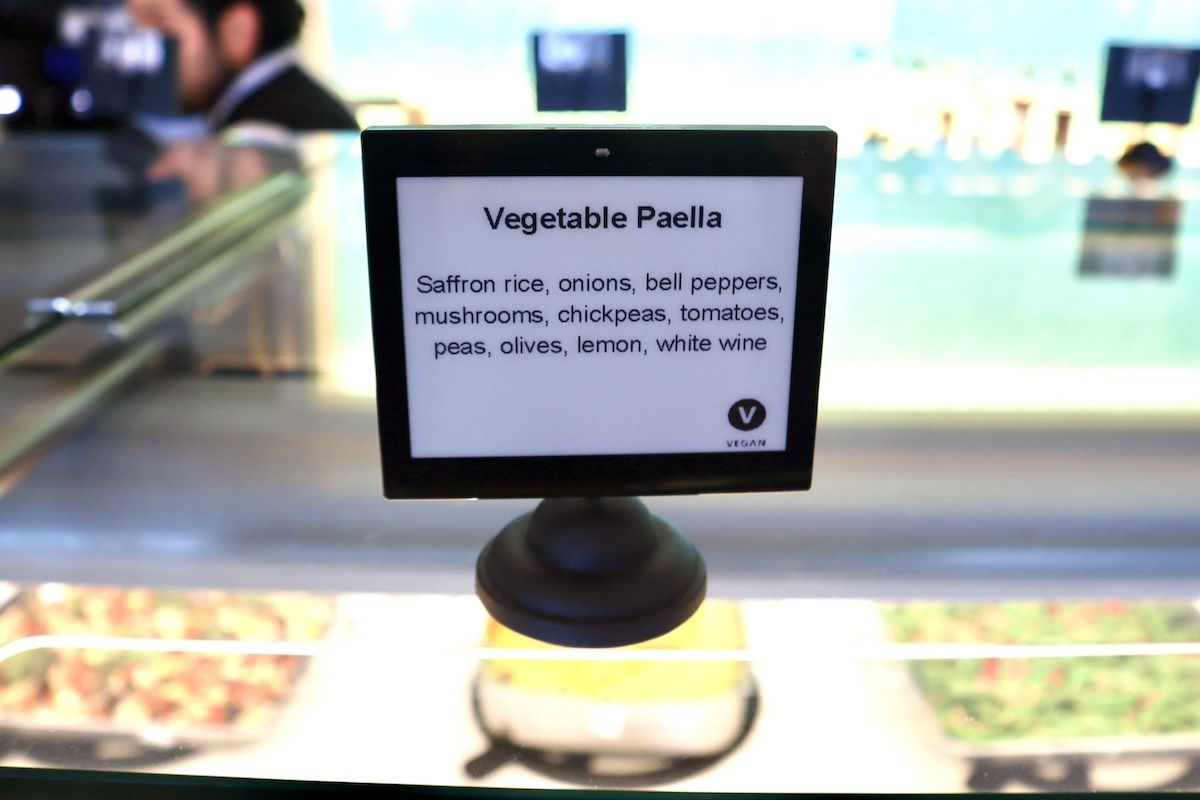 Vegetable Paella
Saffron rice, onions, bell peppers,
mushrooms, chickpeas, tomatoes,
peas, olives, lemon, white wine
V
VEGAN